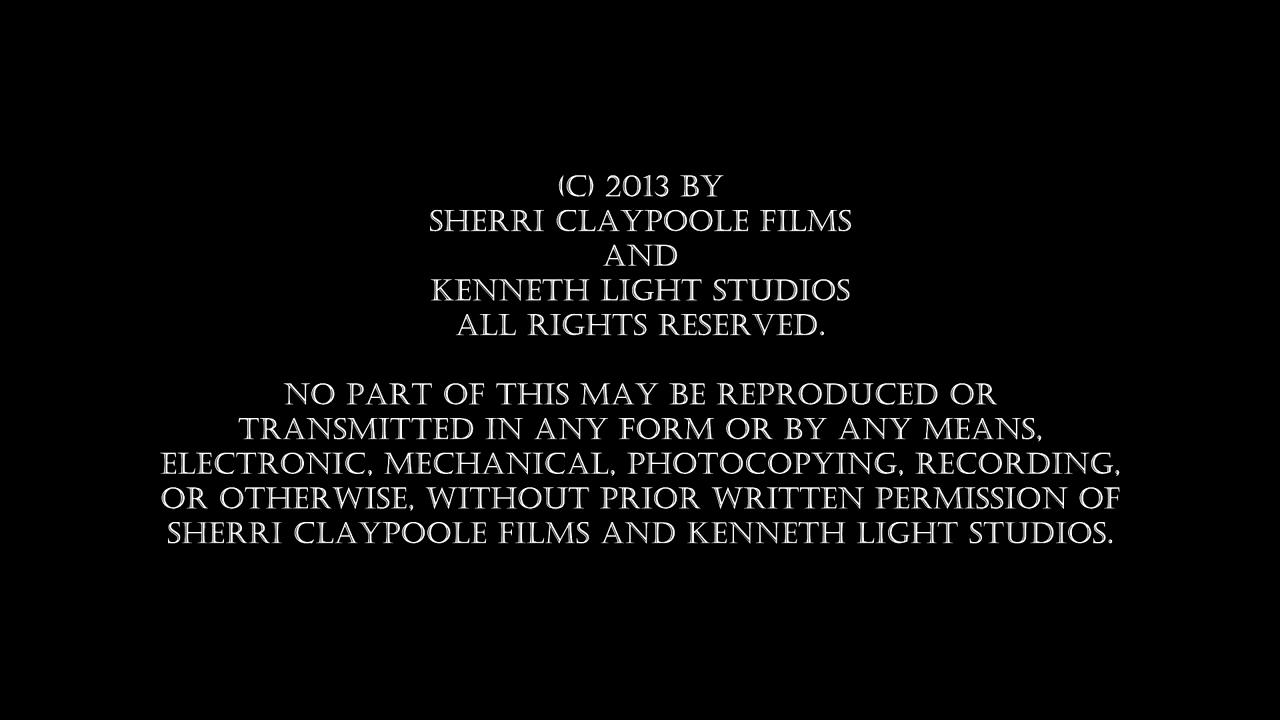 (C) 2013 BY
SHERRI CLAYPOOLE FILMS
AND
KENNETH LIGHT STUDIOS
ALL RIGHTS RESERVED.
NO PART OF THIS MAY BE REPRODUCED OR
TRANSMITTED IN ANY FORM OR BY ANY MEANS,
ELECTRONIC, MECHANICAL, PHOTOCOPYING, RECORDING,
OR OTHERWISE, WITHOUT PRIOR WRITTEN PERMISSION OF
SHERRI CLAYPOOLE FILMS AND KENNETH LIGHT STUDIOS.